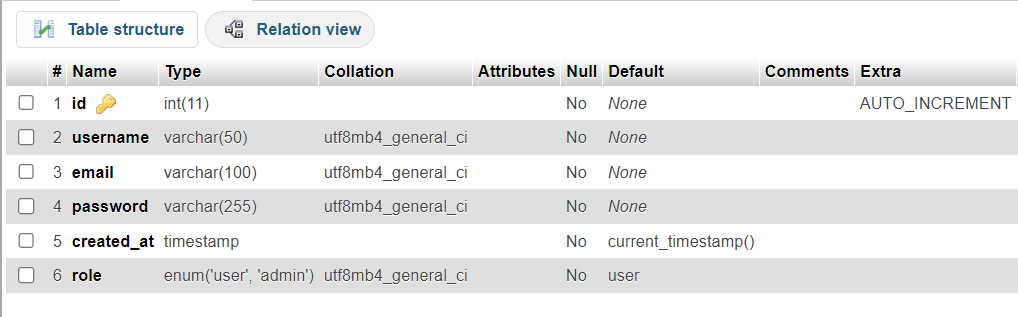 Table structure Relation view
# Name Type Collation Attributes Null Default Comments Extra
1 id int(11) No None AUTO_INCREMENT
2 username varchar(50) utf8mb4_general_ci No None
3 email varchar(100) utf8mb4_general_ci No None
4 password varchar(255) utf8mb4_general_ci No None
5 created_at timestamp No current_timestamp()
6 role enum('user', 'admin') utf8mb4_general_ci No user